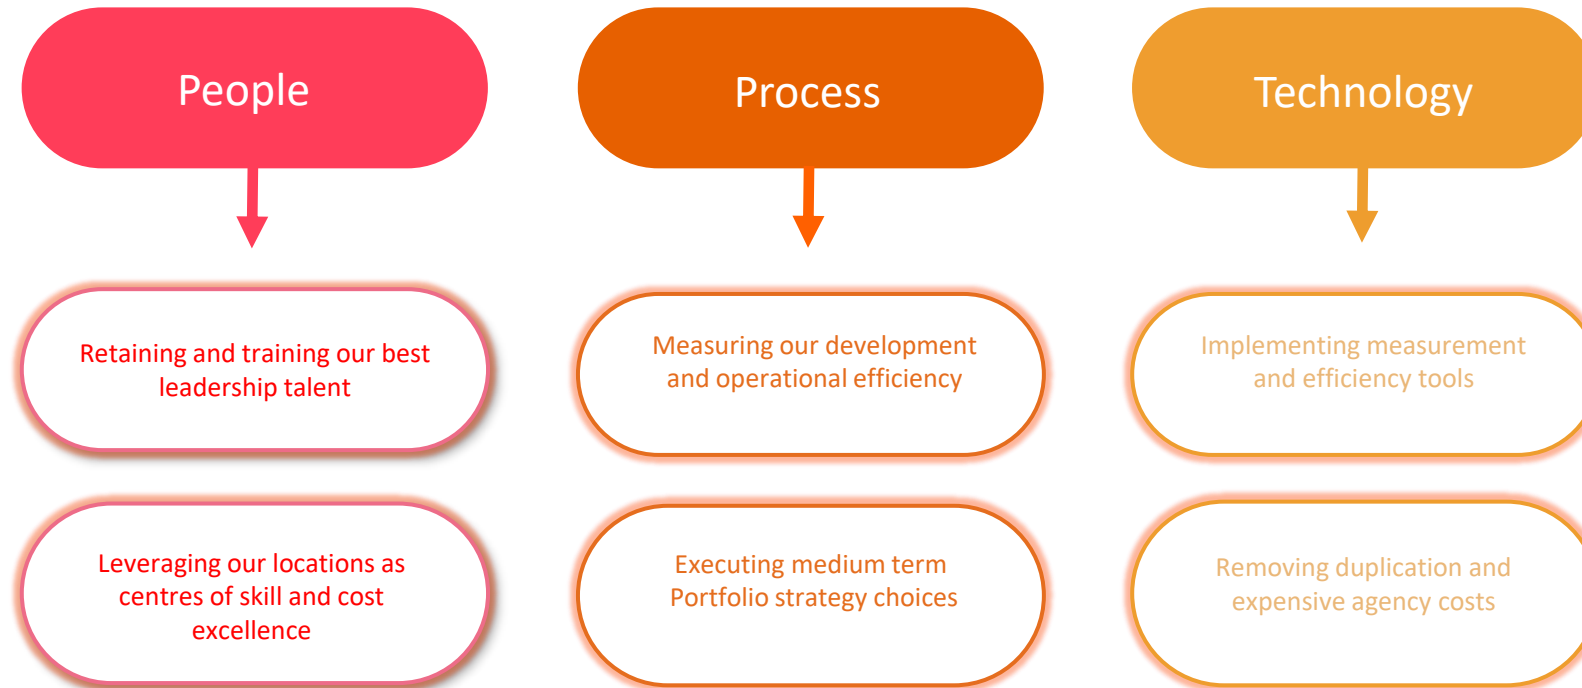 People
Process
Technology
Retaining and training our best
leadership talent
Measuring our development
and operational efficiency
Implementing measurement
and efficiency tools
Leveraging our locations as
centres of skill and cost
excellence
Executing medium term
Portfolio strategy choices
Removing duplication and
expensive agency costs